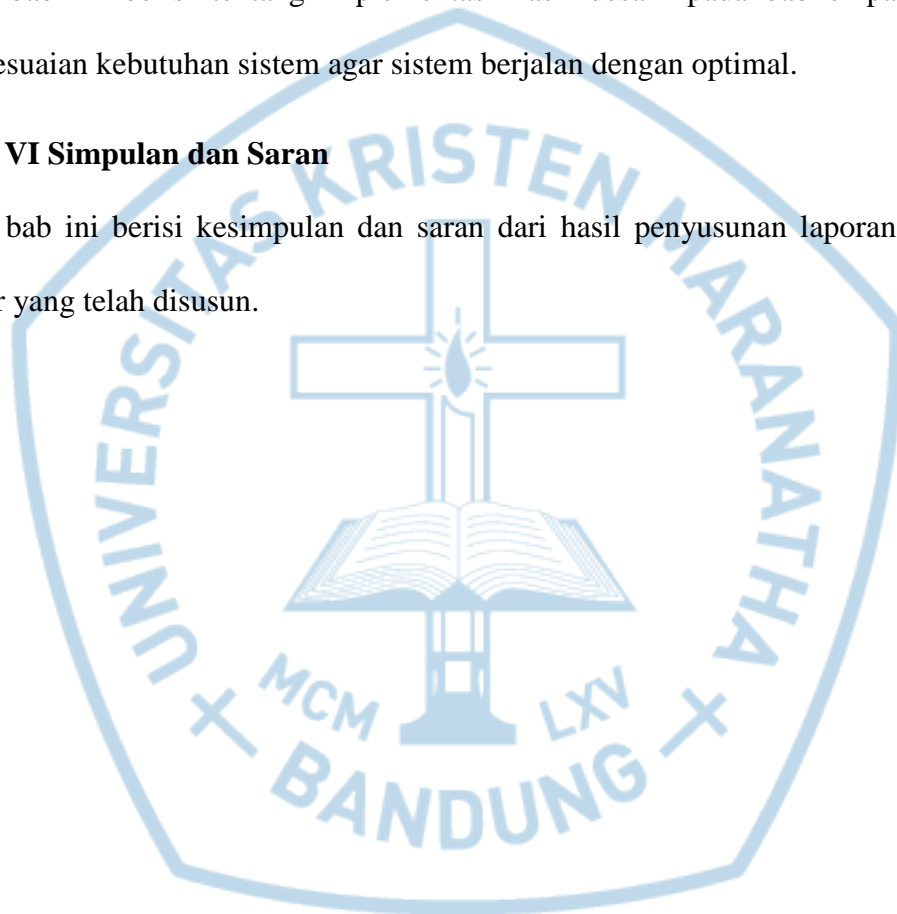 esuaian kebutuhan sistem agar sistem berjalan dengan optimal.
VI Simpulan dan Saran
bab ini berisi kesimpulan dan saran dari hasil penyusunan laporan
r yang telah disusun.
UNIVERSITAS KRISTEN MARANATHA
MCM LXV
BANDUNG